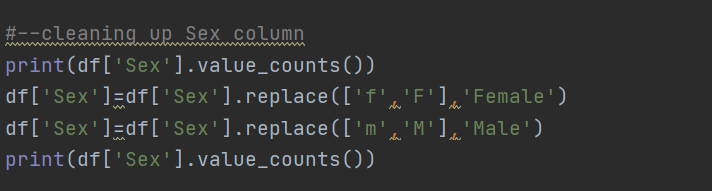 #--cleaning up Sex column
print(df['Sex'].value_counts())
df['Sex']=df['Sex'].replace(['f','F'],'Female')
df['Sex']=df['Sex'].replace(['m','M'],'Male')
print(df['Sex'].value_counts())